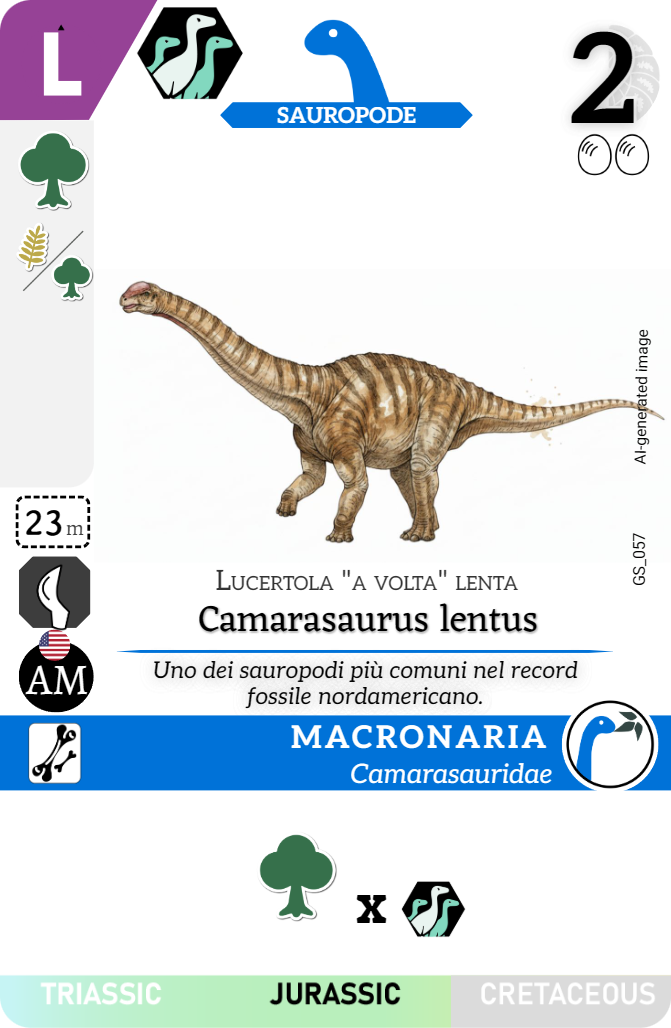 L
SAUROPODE
2
AI-generated image
23 m
GS_057
Lucertola "a volta" lenta
Camarasaurus lentus
AM
Uno dei sauropodi più comuni nel record
fossile nordamericano.
MACRONARIA
Camarasauridae
x
TRIASSIC JURASSIC CRETACEOUS